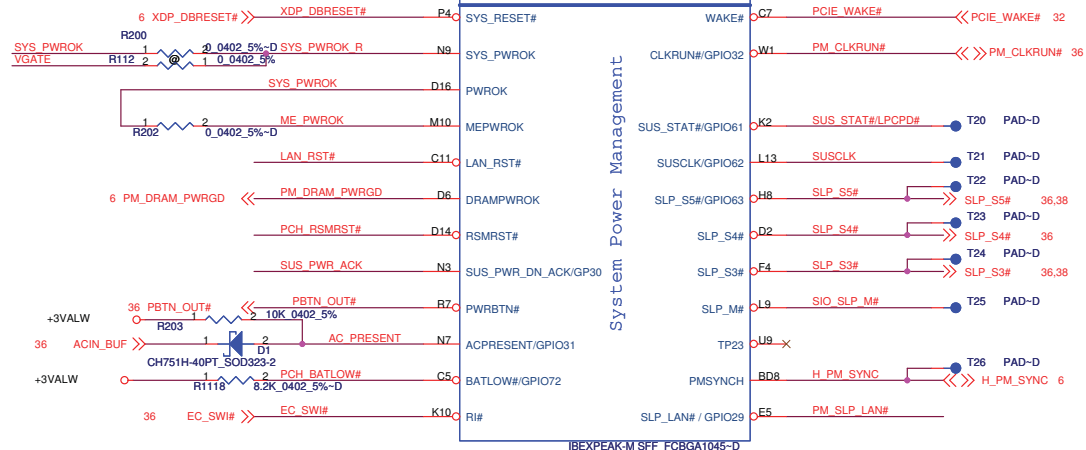 6 XDP_DBRESET# XDP_DBRESET# P4 SYS_RESET# WAKE# C7 PCIE_WAKE# PCIE_WAKE# 32
R200
SYS_PWROK 1 2 0_0402_5%~D SYS_PWROK_R N9 SYS_PWROK CLKRUN#/GPIO32 W1 PM_CLKRUN# PM_CLKRUN# 36
VGATE R112 2 @ 1 0_0402_5%
SYS_PWROK D16 PWROK
R202 1 2 0_0402_5%~D ME_PWROK M10 MEPWROK SUS_STAT#/GPIO61 K2 SUS_STAT#/LPCPD# T20 PAD~D
LAN_RST# C11 LAN_RST# SUSCLK/GPIO62 L13 SUSCLK T21 PAD~D
T22 PAD~D
6 PM_DRAM_PWRGD PM_DRAM_PWRGD D6 DRAMPWROK SLP_S5#/GPIO63 H8 SLP_S5# SLP_S5# 36,38
T23 PAD~D
PCH_RSMRST# D14 RSMRST# SLP_S4# D2 SLP_S4# SLP_S4# 36
T24 PAD~D
SUS_PWR_ACK N3 SUS_PWR_DN_ACK/GP30 SLP_S3# F4 SLP_S3# SLP_S3# 36,38
System Power Management
36 PBTN_OUT# PBTN_OUT# R7 PWRBTN# SLP_M# L9 SIO_SLP_M# T25 PAD~D
+3VALW R203 1 2 10K_0402_5%
36 ACIN_BUF 1 2 D1 AC_PRESENT N7 ACPRESENT/GPIO31 TP23 U9
CH751H-40PT_SOD323-2
T26 PAD~D
+3VALW R1118 1 2 8.2K_0402_5%~D PCH_BATLOW# C5 BATLOW#/GPIO72 PMSYNCH BD8 H_PM_SYNC H_PM_SYNC 6
36 EC_SWI# EC_SWI# K10 RI# SLP_LAN# / GPIO29 E5 PM_SLP_LAN#
IBEXPEAK-M SFF_FCBGA1045~D